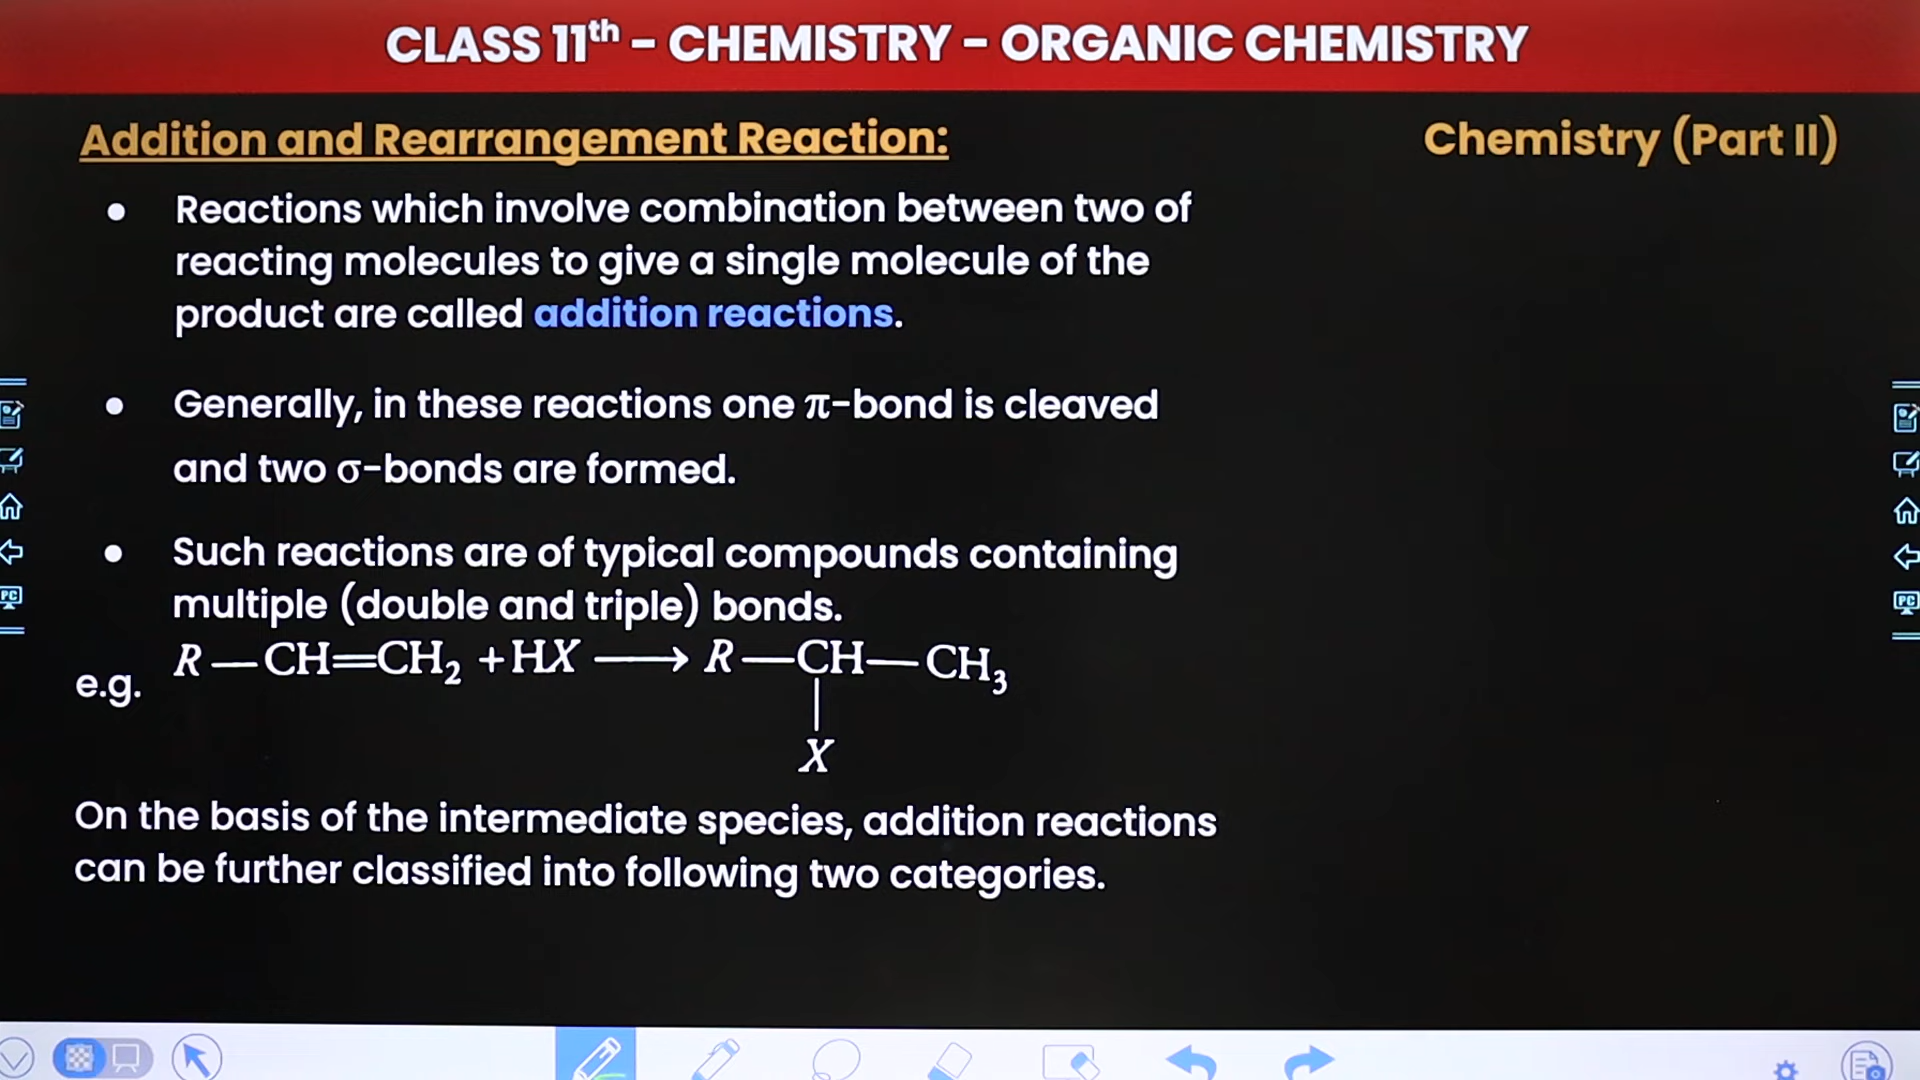 CLASS 11th - CHEMISTRY - ORGANIC CHEMISTRY
Addition and Rearrangement Reaction:
Chemistry (Part II)
• Reactions which involve combination between two of
reacting molecules to give a single molecule of the
product are called addition reactions.
• Generally, in these reactions one π-bond is cleaved
and two σ-bonds are formed.
• Such reactions are of typical compounds containing
multiple (double and triple) bonds.
e.g. R—CH=CH₂ + HX ⟶ R—CH—CH₃
|
X
On the basis of the intermediate species, addition reactions
can be further classified into following two categories.
PC
PC